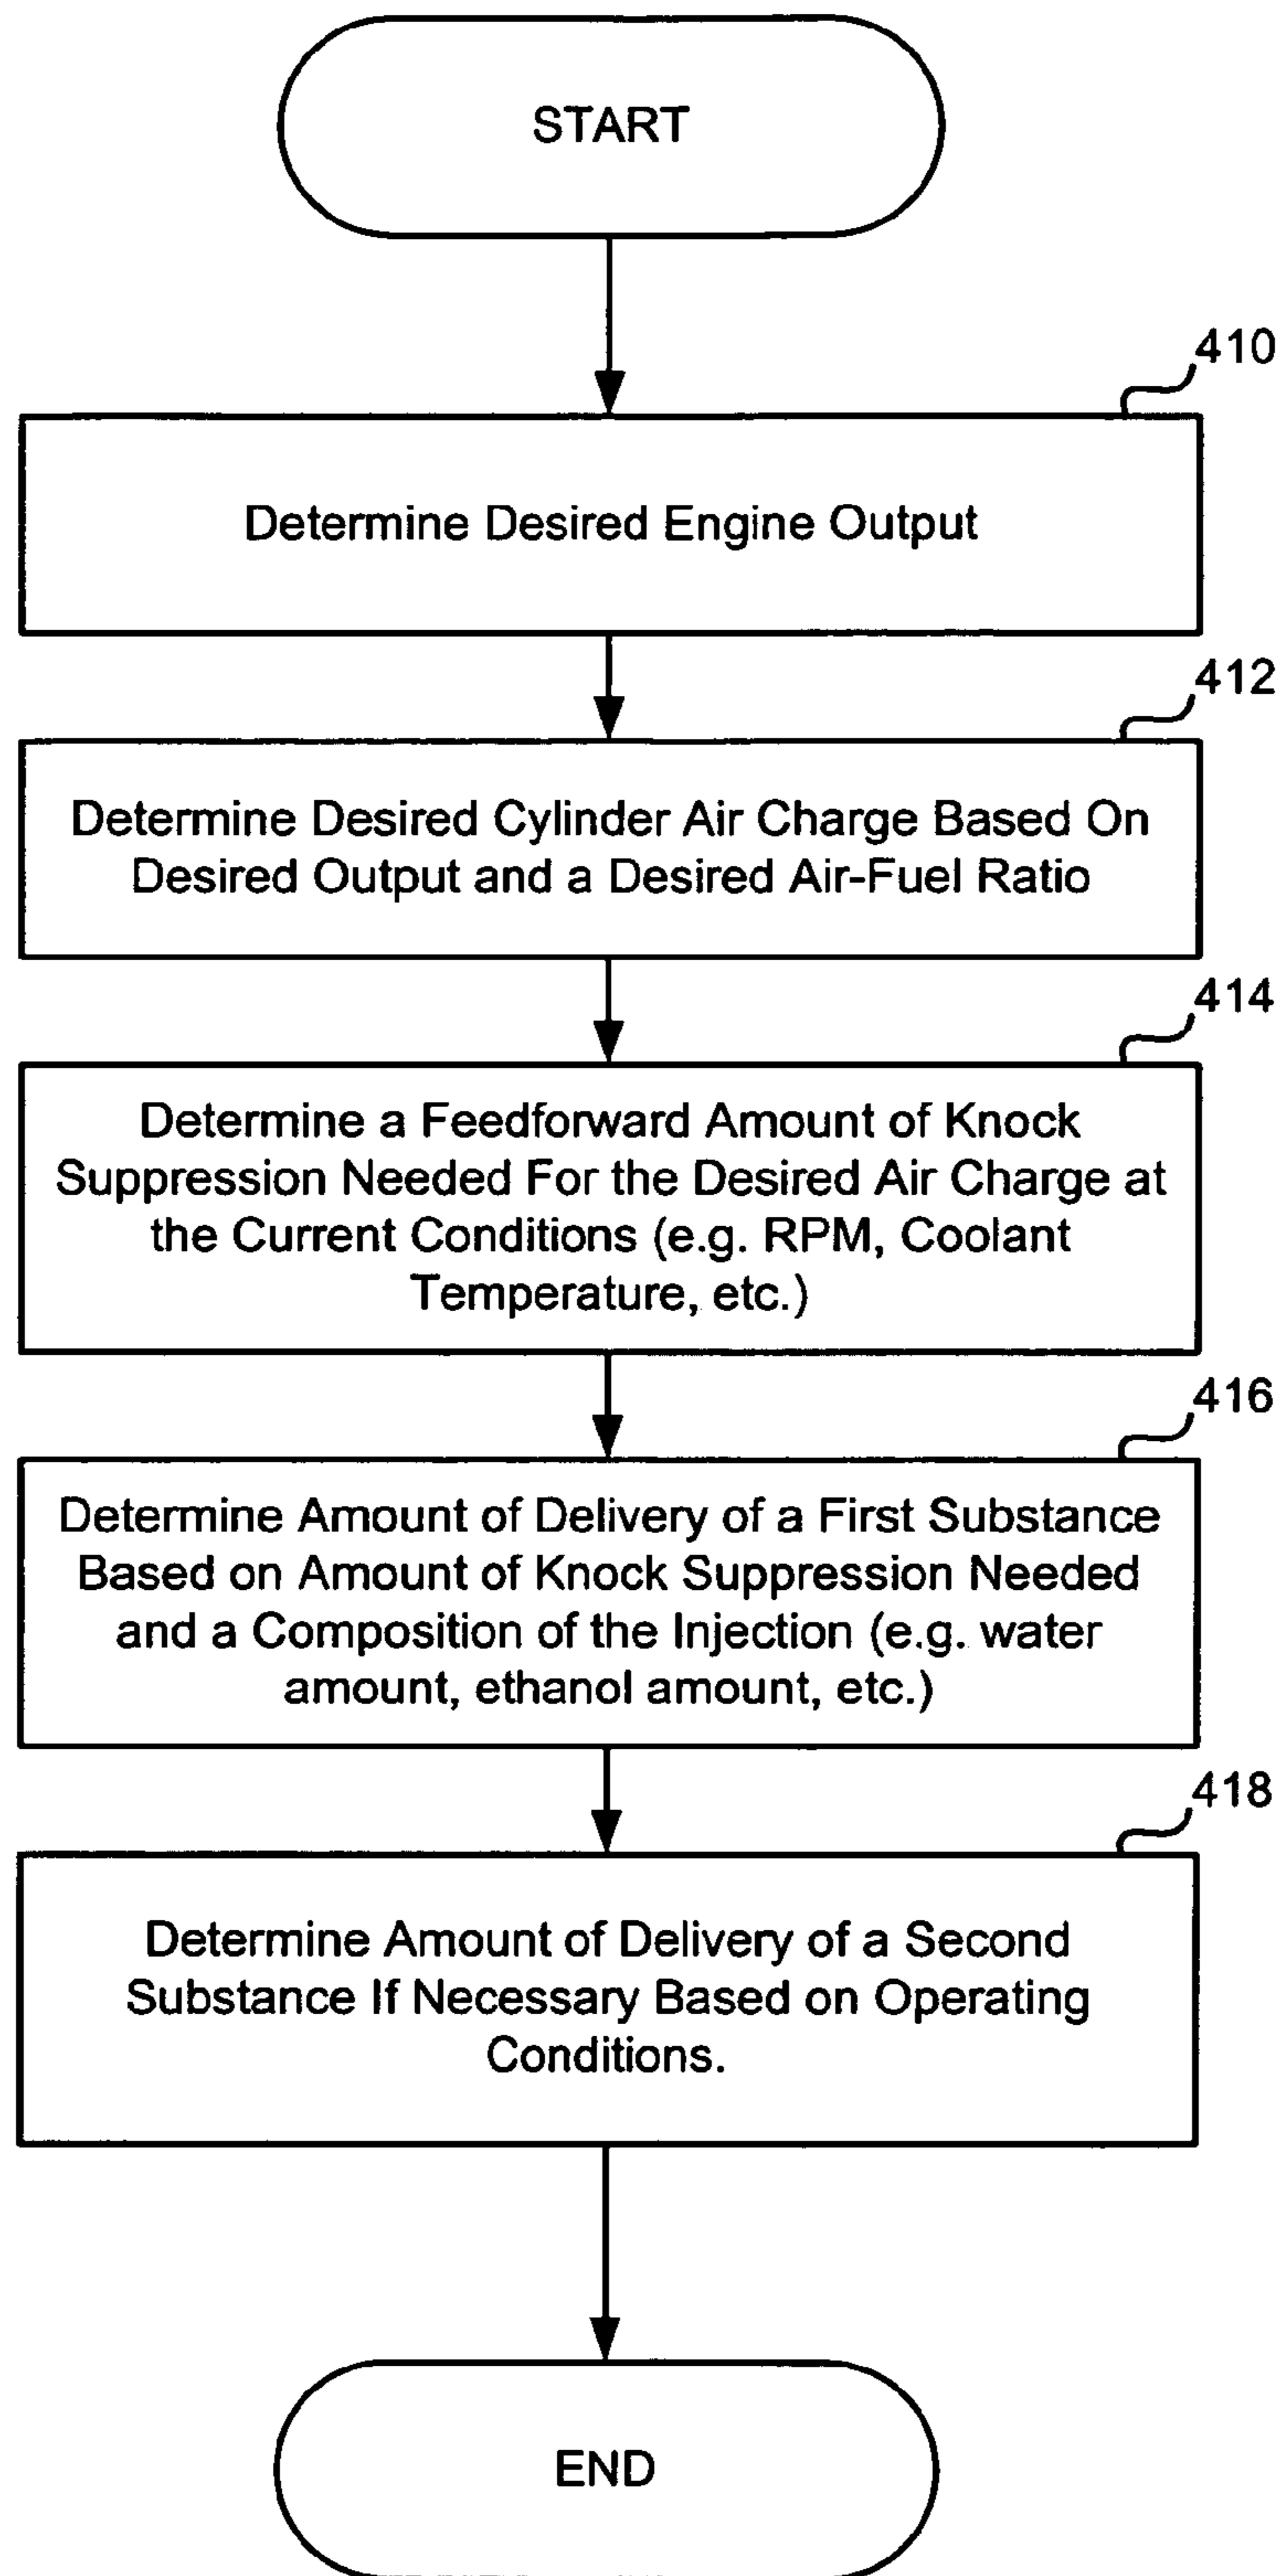 START
410
Determine Desired Engine Output
412
Determine Desired Cylinder Air Charge Based On
Desired Output and a Desired Air-Fuel Ratio
414
Determine a Feedforward Amount of Knock
Suppression Needed For the Desired Air Charge at
the Current Conditions (e.g. RPM, Coolant
Temperature, etc.)
416
Determine Amount of Delivery of a First Substance
Based on Amount of Knock Suppression Needed
and a Composition of the Injection (e.g. water
amount, ethanol amount, etc.)
418
Determine Amount of Delivery of a Second
Substance If Necessary Based on Operating
Conditions.
END